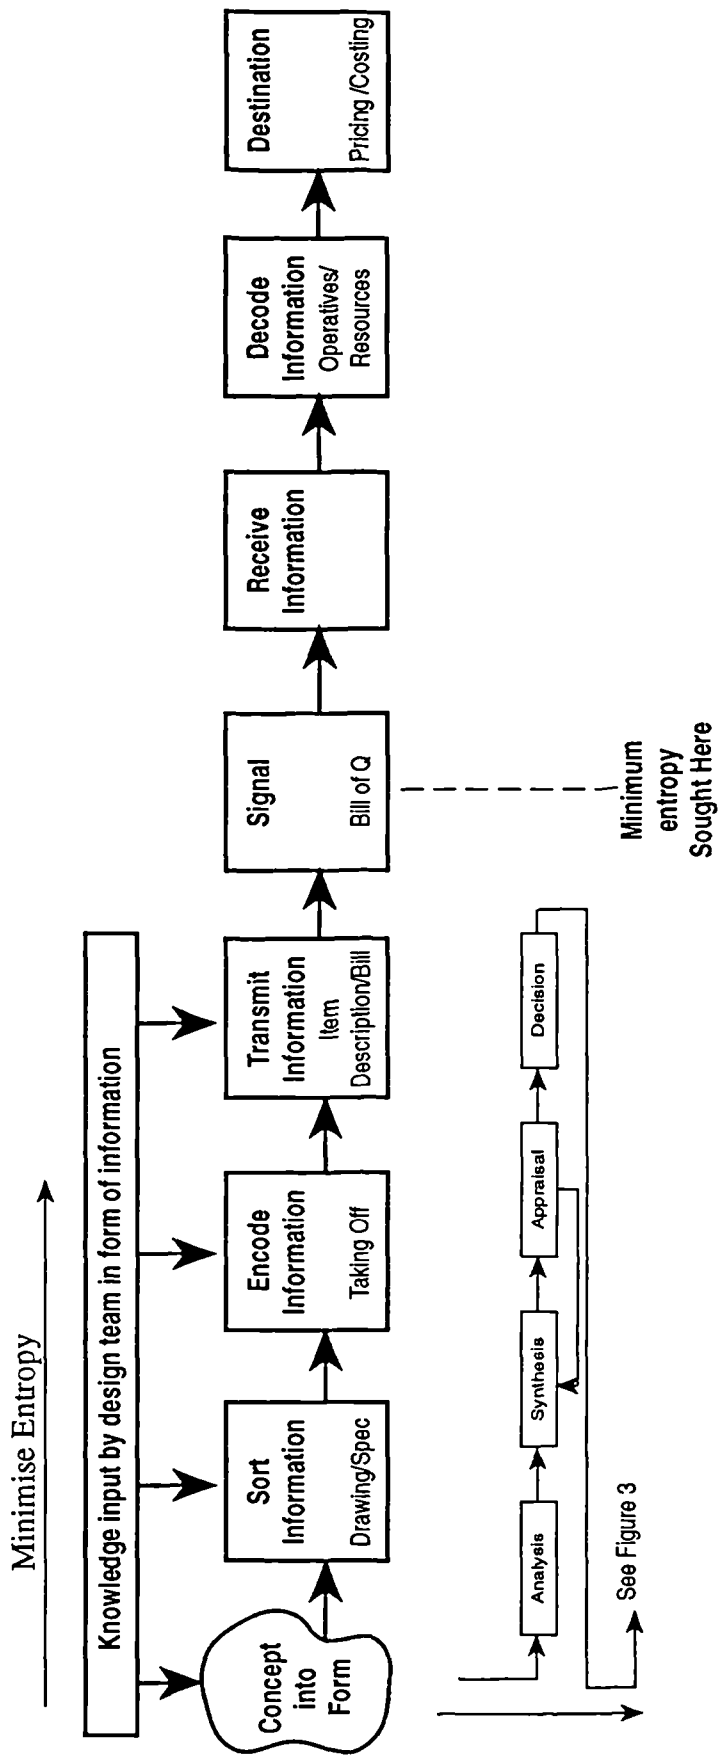 Minimise Entropy
Knowledge input by design team in form of information
Concept
into
Form
Sort
Information
Drawing/Spec
Encode
Information
Taking Off
Transmit
Information
Item
Description/Bill
Signal
Bill of Q
Receive
Information
Decode
Information
Operatives/
Resources
Destination
Pricing /Costing
Minimum
entropy
Sought Here
Analysis
Synthesis
Appraisal
Decision
See Figure 3